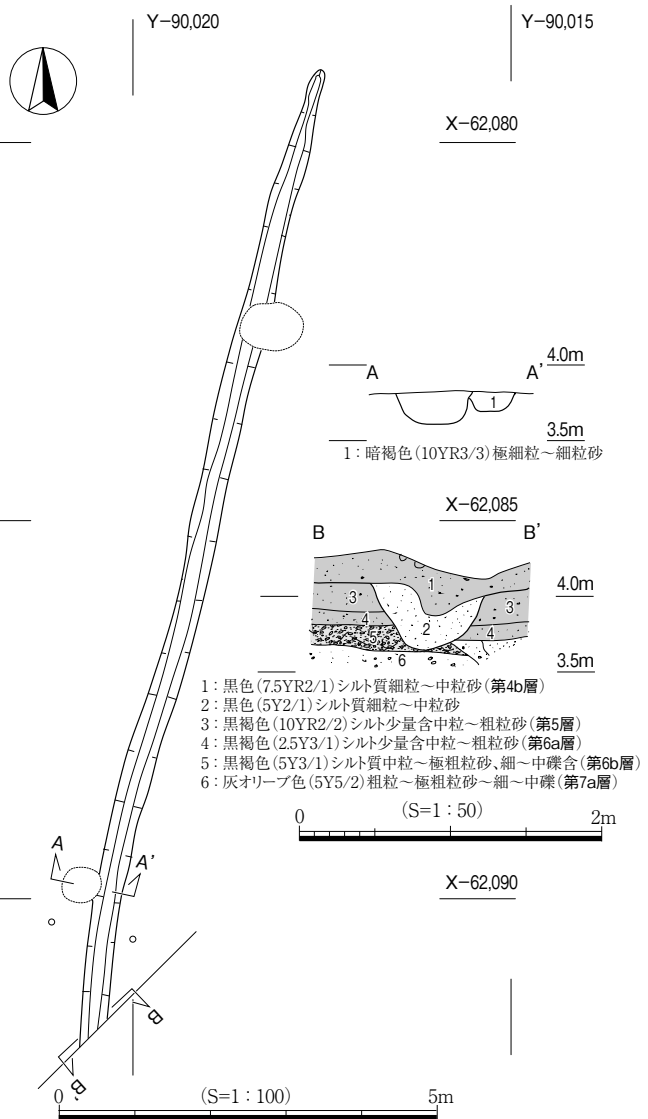 Y-90,020
Y-90,015
X-62,080
A
A' 4.0m
1
3.5m
1：暗褐色(10YR3/3)極細粒～細粒砂
X-62,085
B
B'
4.0m
1
3
3
2
4
4
5
6
3.5m
1：黒色(7.5YR2/1)シルト質細粒～中粒砂(第4b層)
2：黒色(5Y2/1)シルト質細粒～中粒砂
3：黒褐色(10YR2/2)シルト少量含中粒～粗粒砂(第5層)
4：黒褐色(2.5Y3/1)シルト少量含中粒～粗粒砂(第6a層)
5：黒褐色(5Y3/1)シルト質中粒～極粗粒砂、細～中礫含(第6b層)
6：灰オリーブ色(5Y5/2)粗粒～極粗粒砂～細～中礫(第7a層)
0 (S=1：50) 2m
A
A'
X-62,090
B
B'
0 (S=1：100) 5m